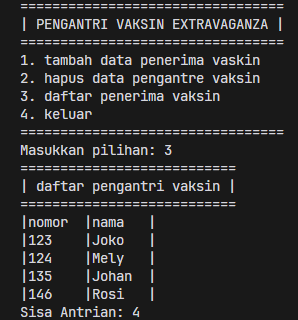 =================================
| PENGANTRI VAKSIN EXTRAVAGANZA |
=================================
1. tambah data penerima vaskin
2. hapus data pengantre vaksin
3. daftar penerima vaksin
4. keluar
=================================
Masukkan pilihan: 3
===========================
| daftar pengantri vaksin |
===========================
|nomor  |nama   |
|123    |Joko   |
|124    |Mely   |
|135    |Johan  |
|146    |Rosi   |
Sisa Antrian: 4